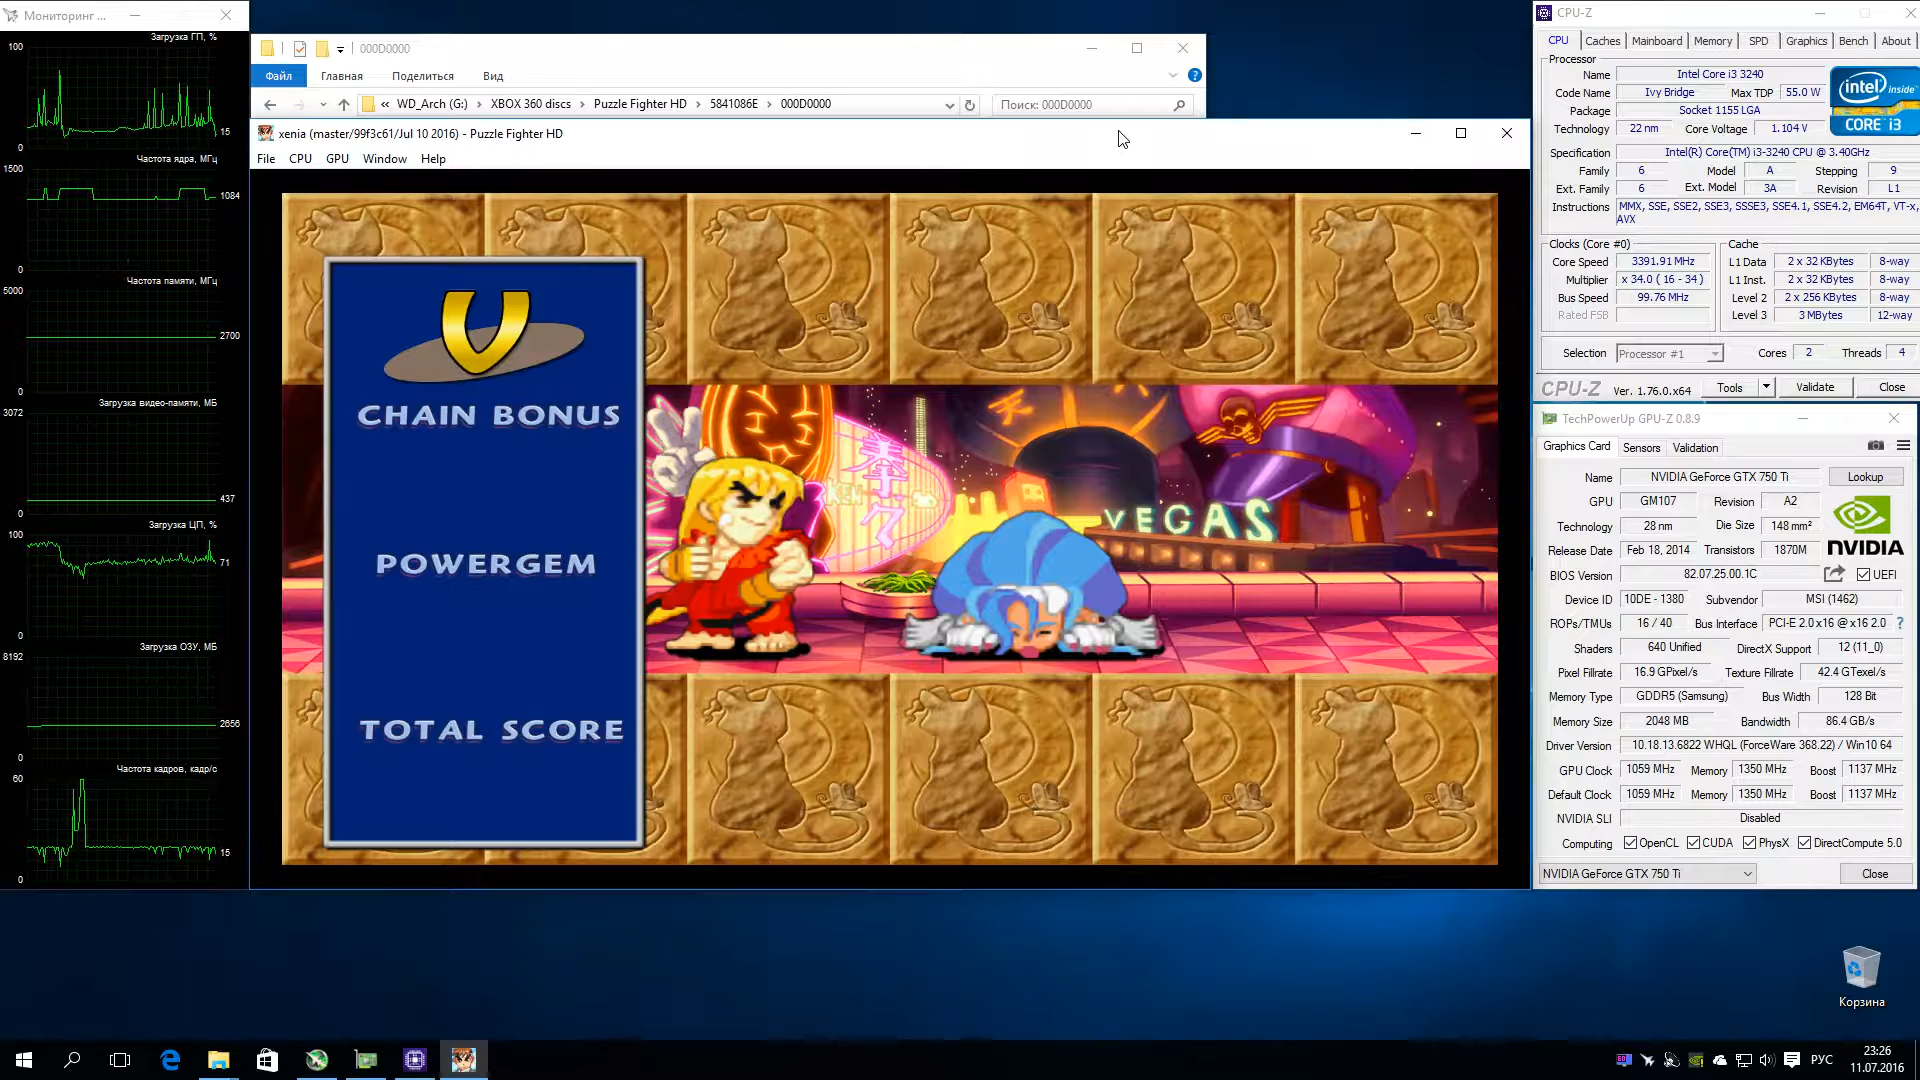 Мониторинг ...
Загрузка ГП, %
100
15
0
Частота ядра, МГц
1500
1084
0
Частота памяти, МГц
5000
2700
0
Загрузка видео-памяти, МБ
3072
437
0
Загрузка ЦП, %
100
71
0
Загрузка ОЗУ, МБ
8192
2656
0
Частота кадров, кадр/с
60
15
0
000D0000
Файл Главная Поделиться Вид
« WD_Arch (G:) XBOX 360 discs Puzzle Fighter HD 5841086E 000D0000
Поиск: 000D0000
xenia (master/99f3c61/Jul 10 2016) - Puzzle Fighter HD
File CPU GPU Window Help
CHAIN BONUS
POWERGEM
TOTAL SCORE
KEN
VEGAS
天
CPU-Z
CPU Caches Mainboard Memory SPD Graphics Bench About
Processor
Name Intel Core i3 3240
Code Name Ivy Bridge Max TDP 55.0 W
Package Socket 1155 LGA
Technology 22 nm Core Voltage 1.104 V
intel inside
CORE i3
Specification Intel(R) Core(TM) i3-3240 CPU @ 3.40GHz
Family 6 Model A Stepping 9
Ext. Family 6 Ext. Model 3A Revision L1
Instructions MMX, SSE, SSE2, SSE3, SSSE3, SSE4.1, SSE4.2, EM64T, VT-x,
AVX
Clocks (Core #0)
Core Speed 3391.91 MHz
Multiplier x 34.0 ( 16 - 34 )
Bus Speed 99.76 MHz
Rated FSB
Cache
L1 Data 2 x 32 KBytes 8-way
L1 Inst. 2 x 32 KBytes 8-way
Level 2 2 x 256 KBytes 8-way
Level 3 3 MBytes 12-way
Selection Processor #1 Cores 2 Threads 4
CPU-Z Ver. 1.76.0.x64 Tools Validate Close
TechPowerUp GPU-Z 0.8.9
Graphics Card Sensors Validation
Name NVIDIA GeForce GTX 750 Ti Lookup
GPU GM107 Revision A2
Technology 28 nm Die Size 148 mm²
Release Date Feb 18, 2014 Transistors 1870M
NVIDIA
BIOS Version 82.07.25.00.1C UEFI
Device ID 10DE - 1380 Subvendor MSI (1462)
ROPs/TMUs 16 / 40 Bus Interface PCI-E 2.0 x16 @ x16 2.0 ?
Shaders 640 Unified DirectX Support 12 (11_0)
Pixel Fillrate 16.9 GPixel/s Texture Fillrate 42.4 GTexel/s
Memory Type GDDR5 (Samsung) Bus Width 128 Bit
Memory Size 2048 MB Bandwidth 86.4 GB/s
Driver Version 10.18.13.6822 WHQL (ForceWare 368.22) / Win10 64
GPU Clock 1059 MHz Memory 1350 MHz Boost 1137 MHz
Default Clock 1059 MHz Memory 1350 MHz Boost 1137 MHz
NVIDIA SLI Disabled
Computing OpenCL CUDA PhysX DirectCompute 5.0
NVIDIA GeForce GTX 750 Ti Close
Корзина
РУС
23:26
11.07.2016